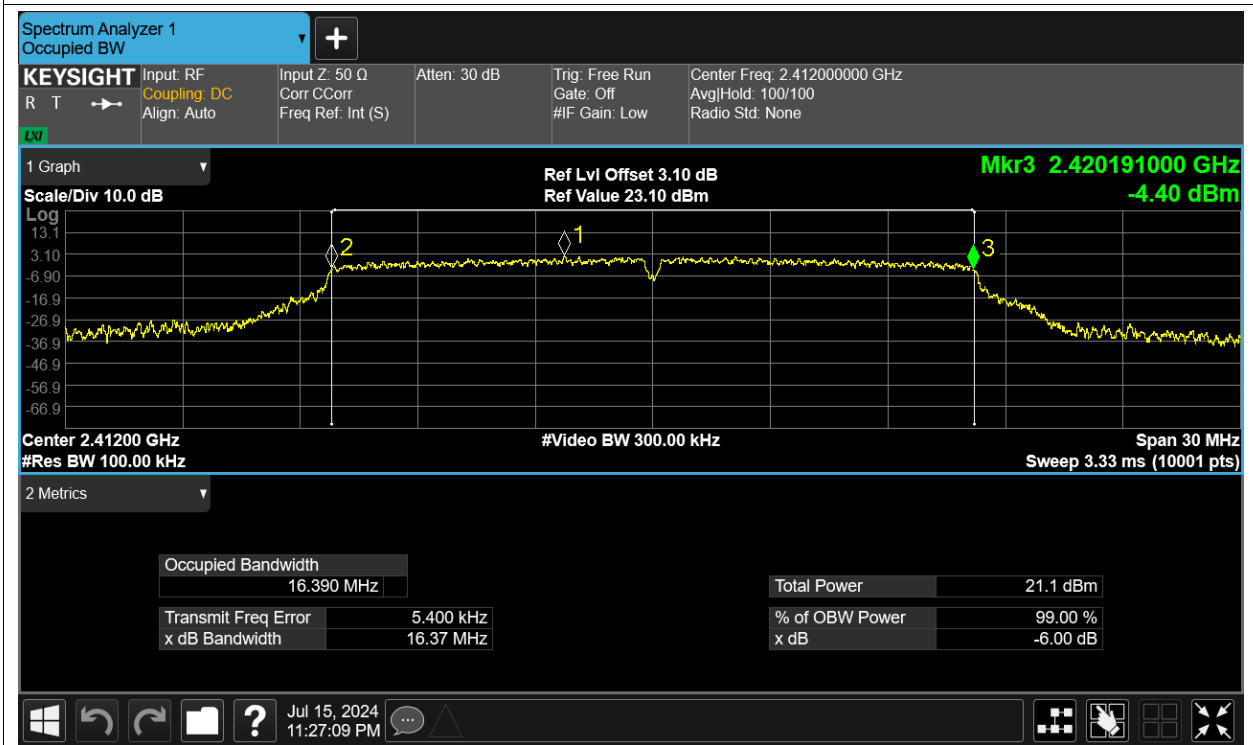 Spectrum Analyzer 1
Occupied BW
KEYSIGHT
R T
LXI
Input: RF
Coupling: DC
Align: Auto
Input Z: 50 Ω
Corr CCorr
Freq Ref: Int (S)
Atten: 30 dB
Trig: Free Run
Gate: Off
#IF Gain: Low
Center Freq: 2.412000000 GHz
Avg|Hold: 100/100
Radio Std: None
1 Graph
Scale/Div 10.0 dB
Ref Lvl Offset 3.10 dB
Ref Value 23.10 dBm
Mkr3 2.420191000 GHz
-4.40 dBm
Log
13.1
3.10
-6.90
-16.9
-26.9
-36.9
-46.9
-56.9
-66.9
2
1
3
Center 2.41200 GHz
#Res BW 100.00 kHz
#Video BW 300.00 kHz
Span 30 MHz
Sweep 3.33 ms (10001 pts)
2 Metrics
Occupied Bandwidth
16.390 MHz
Transmit Freq Error 5.400 kHz
x dB Bandwidth 16.37 MHz
Total Power 21.1 dBm
% of OBW Power 99.00 %
x dB -6.00 dB
?
Jul 15, 2024
11:27:09 PM